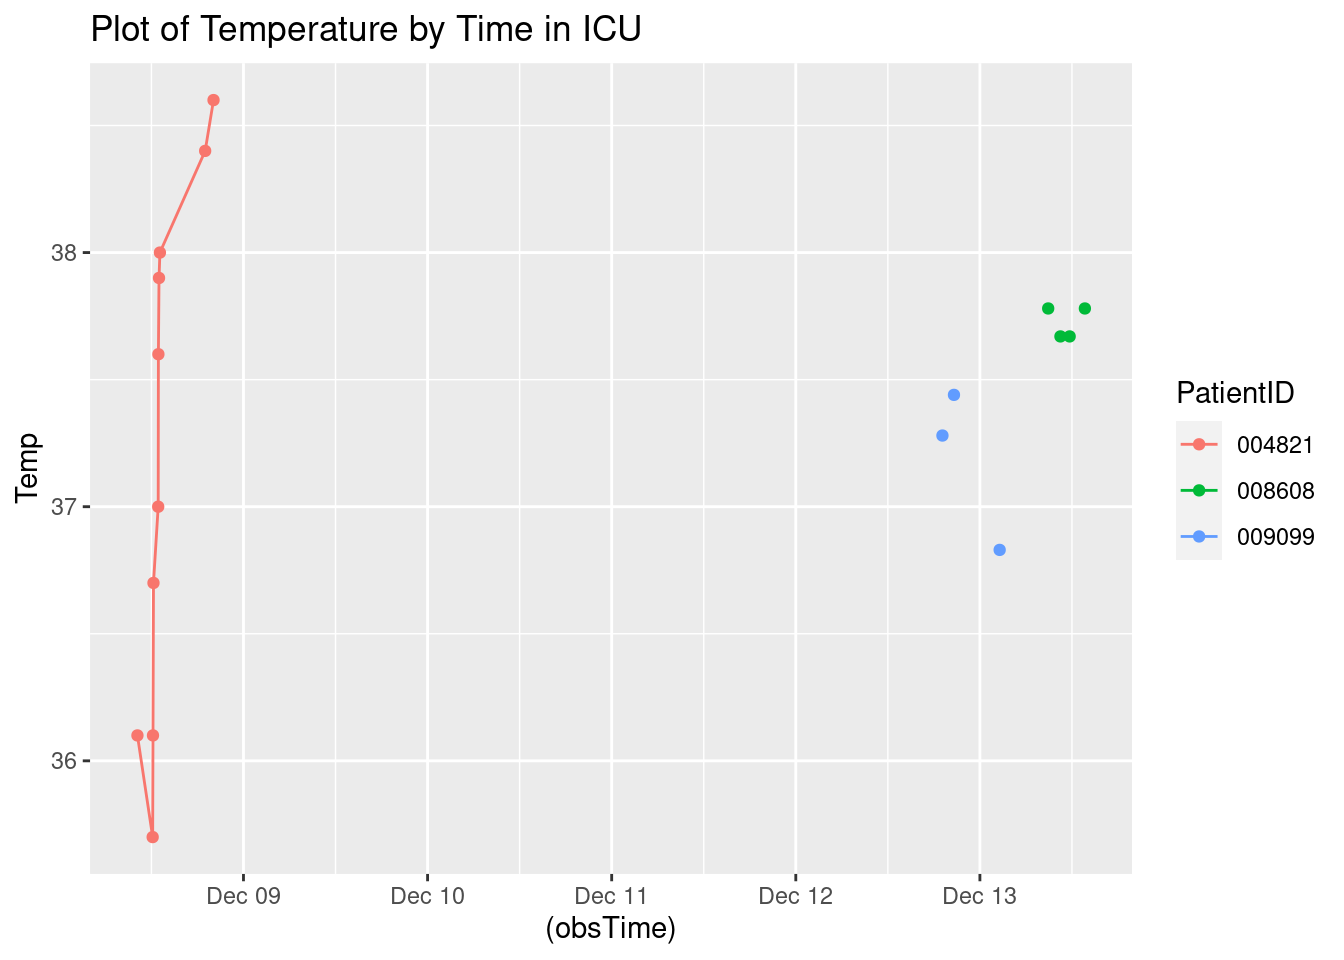 Plot of Temperature by Time in ICU
38
37
36
Temp
Dec 09 Dec 10 Dec 11 Dec 12 Dec 13
(obsTime)
PatientID
004821
008608
009099